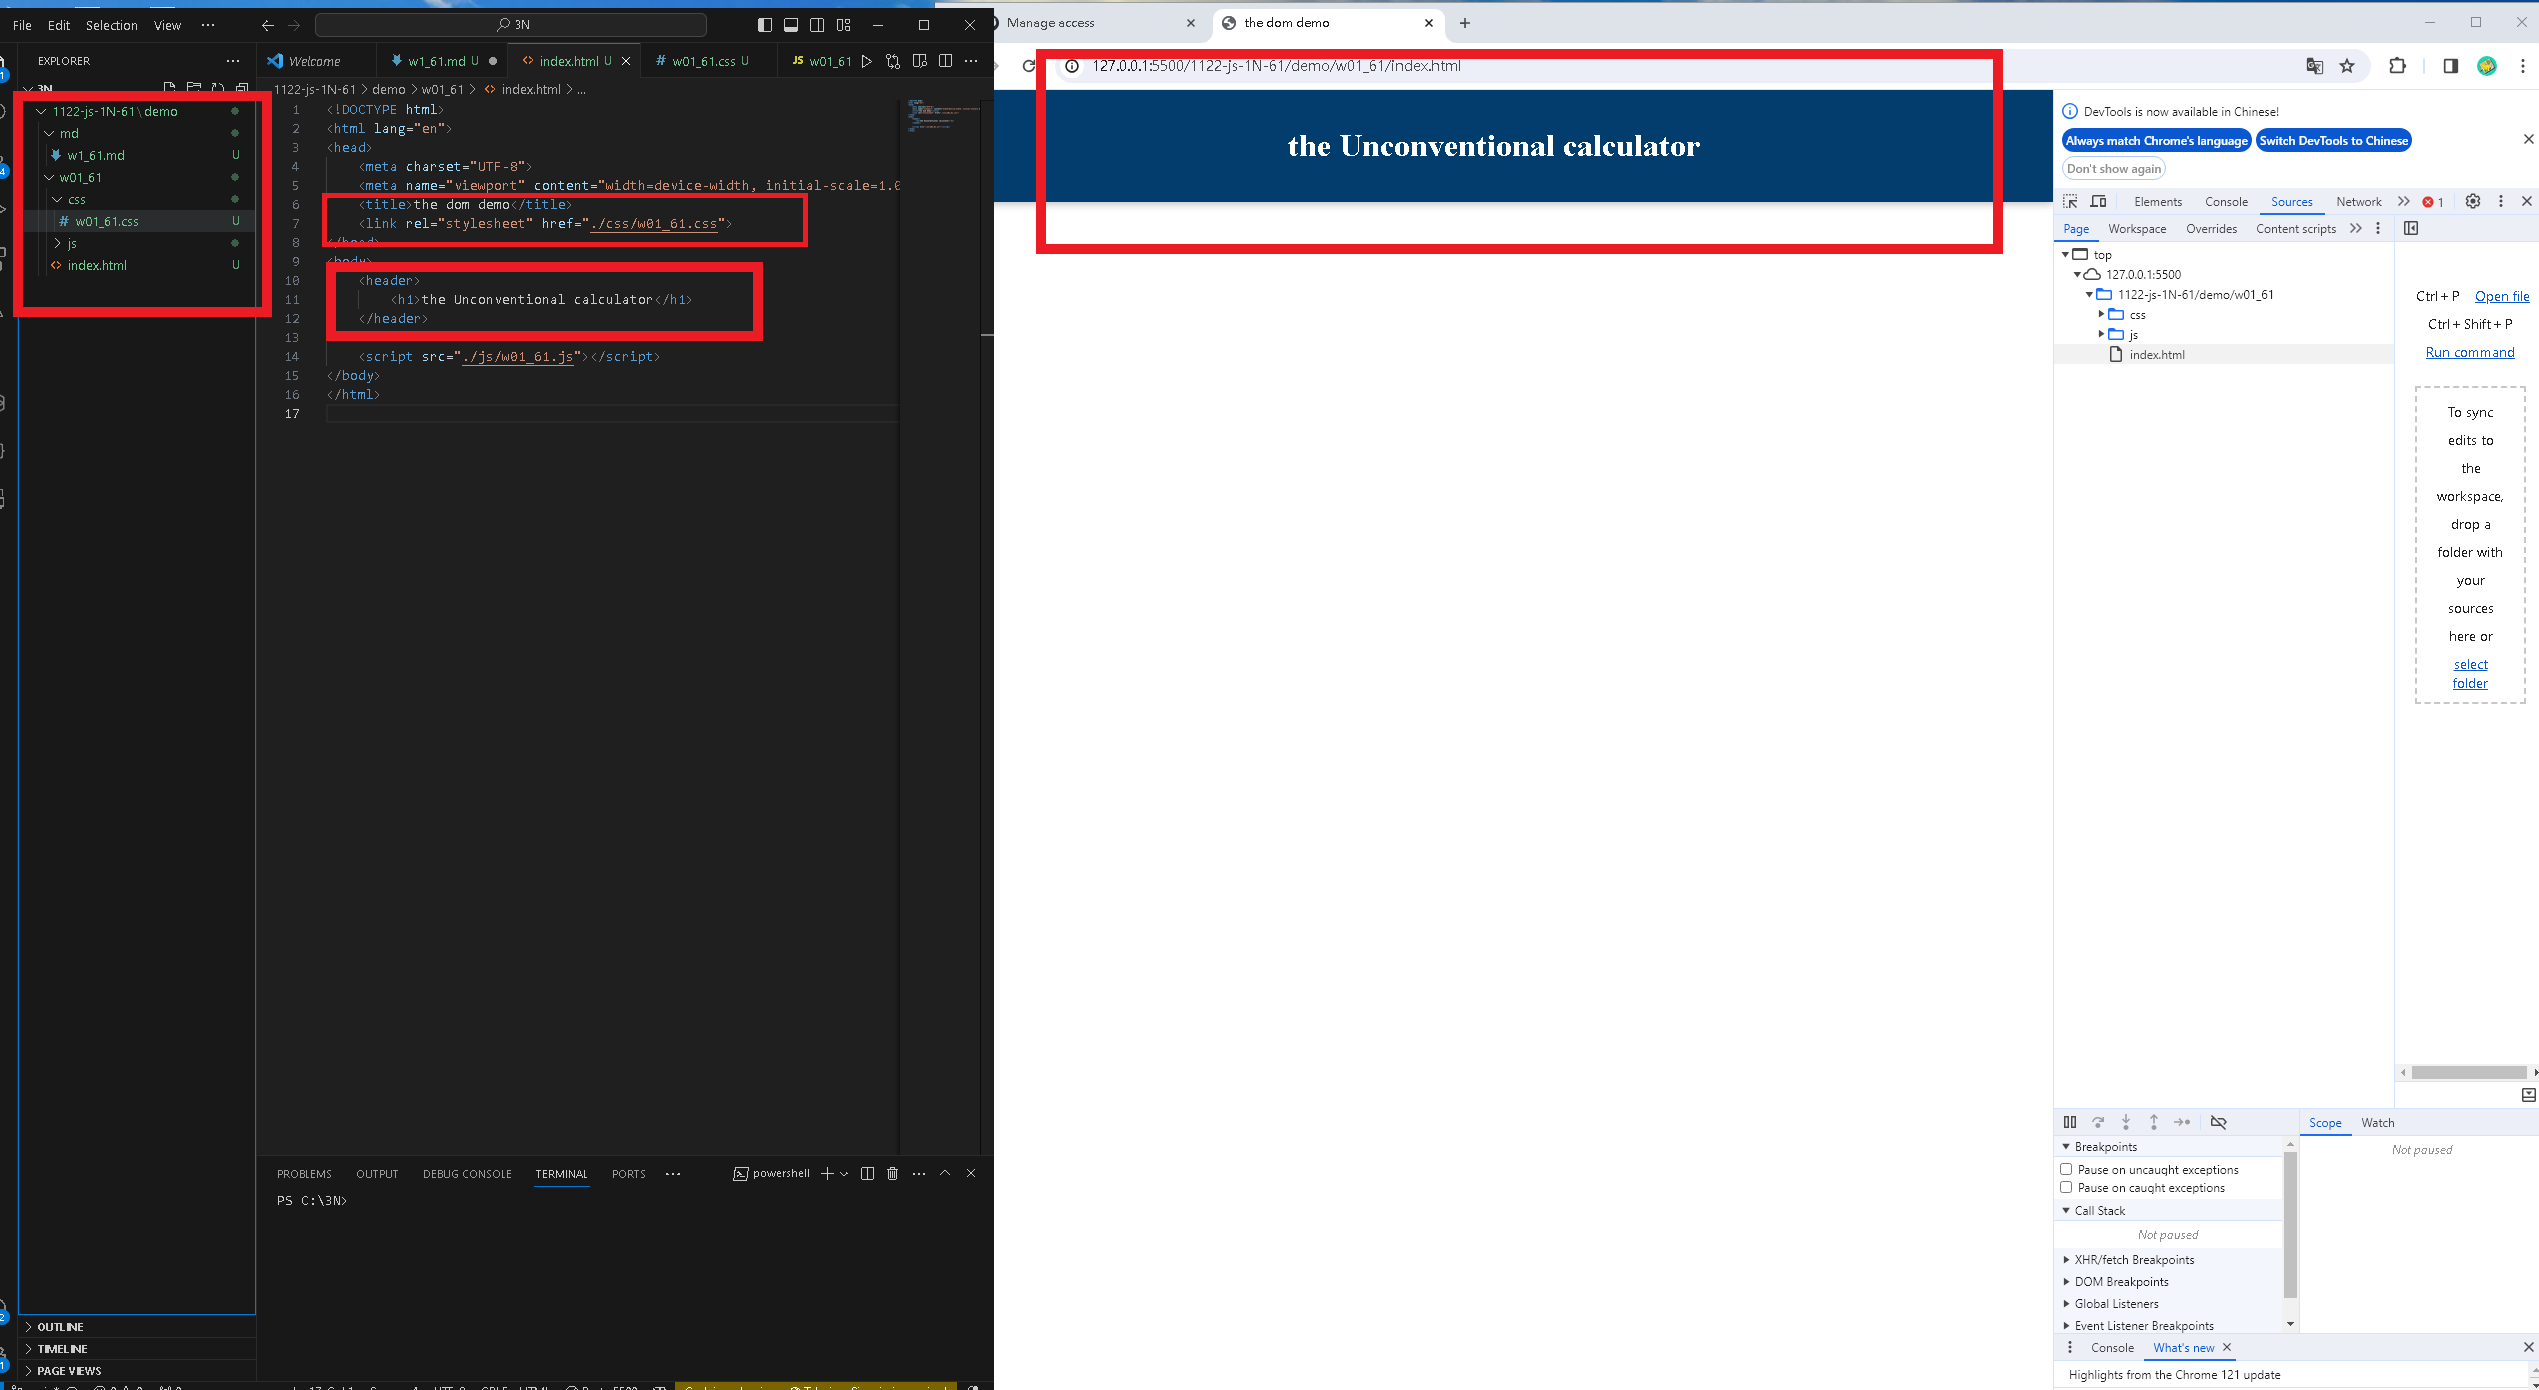 File Edit Selection View ···
3N
EXPLORER ···
3N
1122-js-1N-61\demo
md
w1_61.md U
w01_61
css
w01_61.css U
js
index.html U
OUTLINE
TIMELINE
PAGE VIEWS
Welcome w1_61.md U index.html U w01_61.css U w01_61
1122-js-1N-61 > demo > w01_61 > index.html > ...
1 <!DOCTYPE html>
2 <html lang="en">
3 <head>
4 <meta charset="UTF-8">
5 <meta name="viewport" content="width=device-width, initial-scale=1.0
6 <title>the dom demo</title>
7 <link rel="stylesheet" href="./css/w01_61.css">
8 </head>
9 <body>
10 <header>
11 <h1>the Unconventional calculator</h1>
12 </header>
13
14 <script src="./js/w01_61.js"></script>
15 </body>
16 </html>
17
PROBLEMS OUTPUT DEBUG CONSOLE TERMINAL PORTS ··· powershell
PS C:\3N>
Manage access the dom demo
127.0.0.1:5500/1122-js-1N-61/demo/w01_61/index.html
the Unconventional calculator
DevTools is now available in Chinese!
Always match Chrome's language Switch DevTools to Chinese
Don't show again
Elements Console Sources Network 1
Page Workspace Overrides Content scripts
top
127.0.0.1:5500
1122-js-1N-61/demo/w01_61
css
js
index.html
Ctrl + P Open file
Ctrl + Shift + P
Run command
To sync
edits to
the
workspace,
drop a
folder with
your
sources
here or
select
folder
Scope Watch
Not paused
Breakpoints
Pause on uncaught exceptions
Pause on caught exceptions
Call Stack
Not paused
XHR/fetch Breakpoints
DOM Breakpoints
Global Listeners
Event Listener Breakpoints
Console What's new
Highlights from the Chrome 121 update